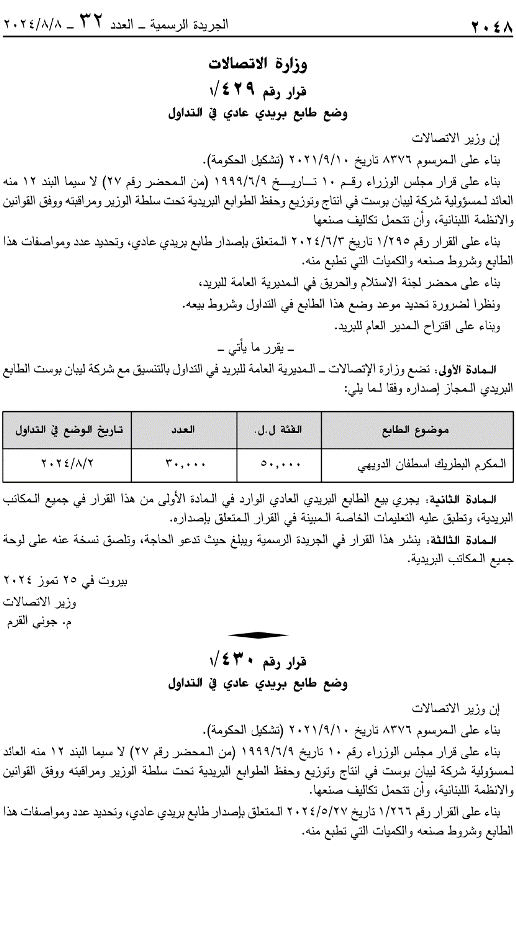 ٢٠٤٨
الجريدة الرسمية ـ العدد ٣٢ ـ ٢٠٢٤/٨/٨
وزارة الاتصالات
قرار رقم ١/٤٢٩
وضع طابع بريدي عادي في التداول
إن وزير الاتصالات
بناء على المرسوم ٨٣٧٦ تاريخ ٢٠٢١/٩/١٠ (تشكيل الحكومة).
بناء على قرار مجلس الوزراء رقم ١٠ تاريخ ١٩٩٩/٦/٩ (من المحضر رقم ٢٧) لا سيما البند ١٢ منه
العائد لمسؤولية شركة ليبان بوست في انتاج وتوزيع وحفظ الطوابع البريدية تحت سلطة الوزير ومراقبته ووفق القوانين
والانظمة اللبنانية، وأن تتحمل تكاليف صنعها
بناء على القرار رقم ١/٢٩٥ تاريخ ٢٠٢٤/٦/٣ المتعلق بإصدار طابع بريدي عادي، وتحديد عدد ومواصفات هذا
الطابع وشروط صنعه والكميات التي تطبع منه.
بناء على محضر لجنة الاستلام والحريق في المديرية العامة للبريد،
ونظرا لضرورة تحديد موعد وضع هذا الطابع في التداول وشروط بيعه.
وبناء على اقتراح المدير العام للبريد.
ـ يقرر ما يأتي ـ
المادة الأولى: تضع وزارة الإتصالات ـ المديرية العامة للبريد في التداول بالتنسيق مع شركة ليبان بوست الطابع
البريدي المجاز إصداره وفقا لما يلي:
موضوع الطابع الفئة ل.ل. العدد تاريخ الوضع في التداول
المكرم البطريك اسطفان الدويهي ٥٠,٠٠٠ ٣٠,٠٠٠ ٢٠٢٤/٨/٢
المادة الثانية: يجري بيع الطابع البريدي العادي الوارد في المادة الأولى من هذا القرار في جميع المكاتب
البريدية، وتطبق عليه التعليمات الخاصة المبينة في القرار المتعلق بإصداره.
المادة الثالثة: ينشر هذا القرار في الجريدة الرسمية ويبلغ حيث تدعو الحاجة، وتلصق نسخة عنه على لوحة
جميع المكاتب البريدية.
بيروت في ٢٥ تموز ٢٠٢٤
وزير الاتصالات
م. جوني القرم
قرار رقم ١/٤٣٠
وضع طابع بريدي عادي في التداول
إن وزير الاتصالات
بناء على المرسوم ٨٣٧٦ تاريخ ٢٠٢١/٩/١٠ (تشكيل الحكومة).
بناء على قرار مجلس الوزراء رقم ١٠ تاريخ ١٩٩٩/٦/٩ (من المحضر رقم ٢٧) لا سيما البند ١٢ منه العائد
لمسؤولية شركة ليبان بوست في انتاج وتوزيع وحفظ الطوابع البريدية تحت سلطة الوزير ومراقبته ووفق القوانين
والانظمة اللبنانية، وأن تتحمل تكاليف صنعها.
بناء على القرار رقم ١/٢٦٦ تاريخ ٢٠٢٤/٥/٢٧ المتعلق بإصدار طابع بريدي عادي، وتحديد عدد ومواصفات هذا
الطابع وشروط صنعه والكميات التي تطبع منه.